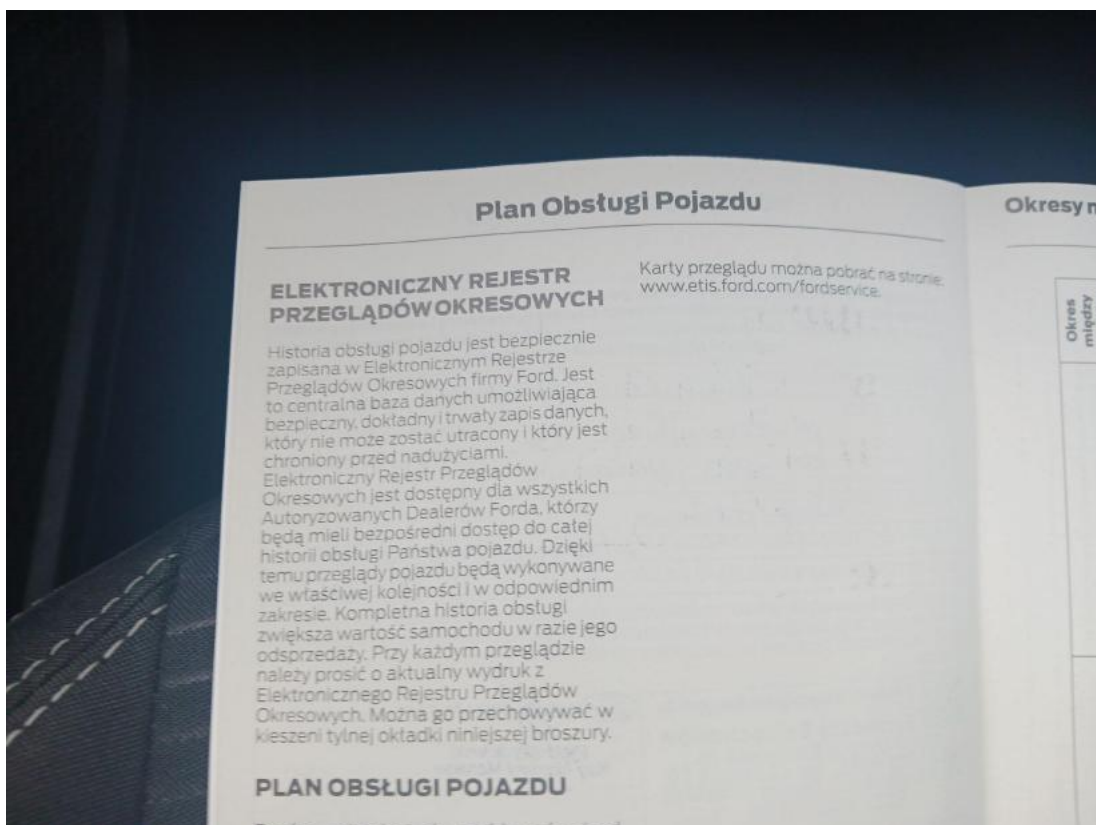 Plan Obsługi Pojazdu
ELEKTRONICZNY REJESTR
PRZEGLĄDÓW OKRESOWYCH
Historia obsługi pojazdu jest bezpiecznie
zapisana w Elektronicznym Rejestrze
Przeglądów Okresowych firmy Ford. Jest
to centralna baza danych umożliwiająca
bezpieczny, dokładny i trwały zapis danych,
który nie może zostać utracony i który jest
chroniony przed nadużyciami.
Elektroniczny Rejestr Przeglądów
Okresowych jest dostępny dla wszystkich
Autoryzowanych Dealerów Forda, którzy
będą mieli bezpośredni dostęp do całej
historii obsługi Państwa pojazdu. Dzięki
temu przeglądy pojazdu będą wykonywane
we właściwej kolejności i w odpowiednim
zakresie. Kompletna historia obsługi
zwiększa wartość samochodu w razie jego
odsprzedaży. Przy każdym przeglądzie
należy prosić o aktualny wydruk z
Elektronicznego Rejestru Przeglądów
Okresowych. Można go przechowywać w
kieszeni tylnej okładki niniejszej broszury.
PLAN OBSŁUGI POJAZDU
Karty przeglądu można pobrać na stronie:
www.etis.ford.com/fordservice.
Okresy
Okres
między